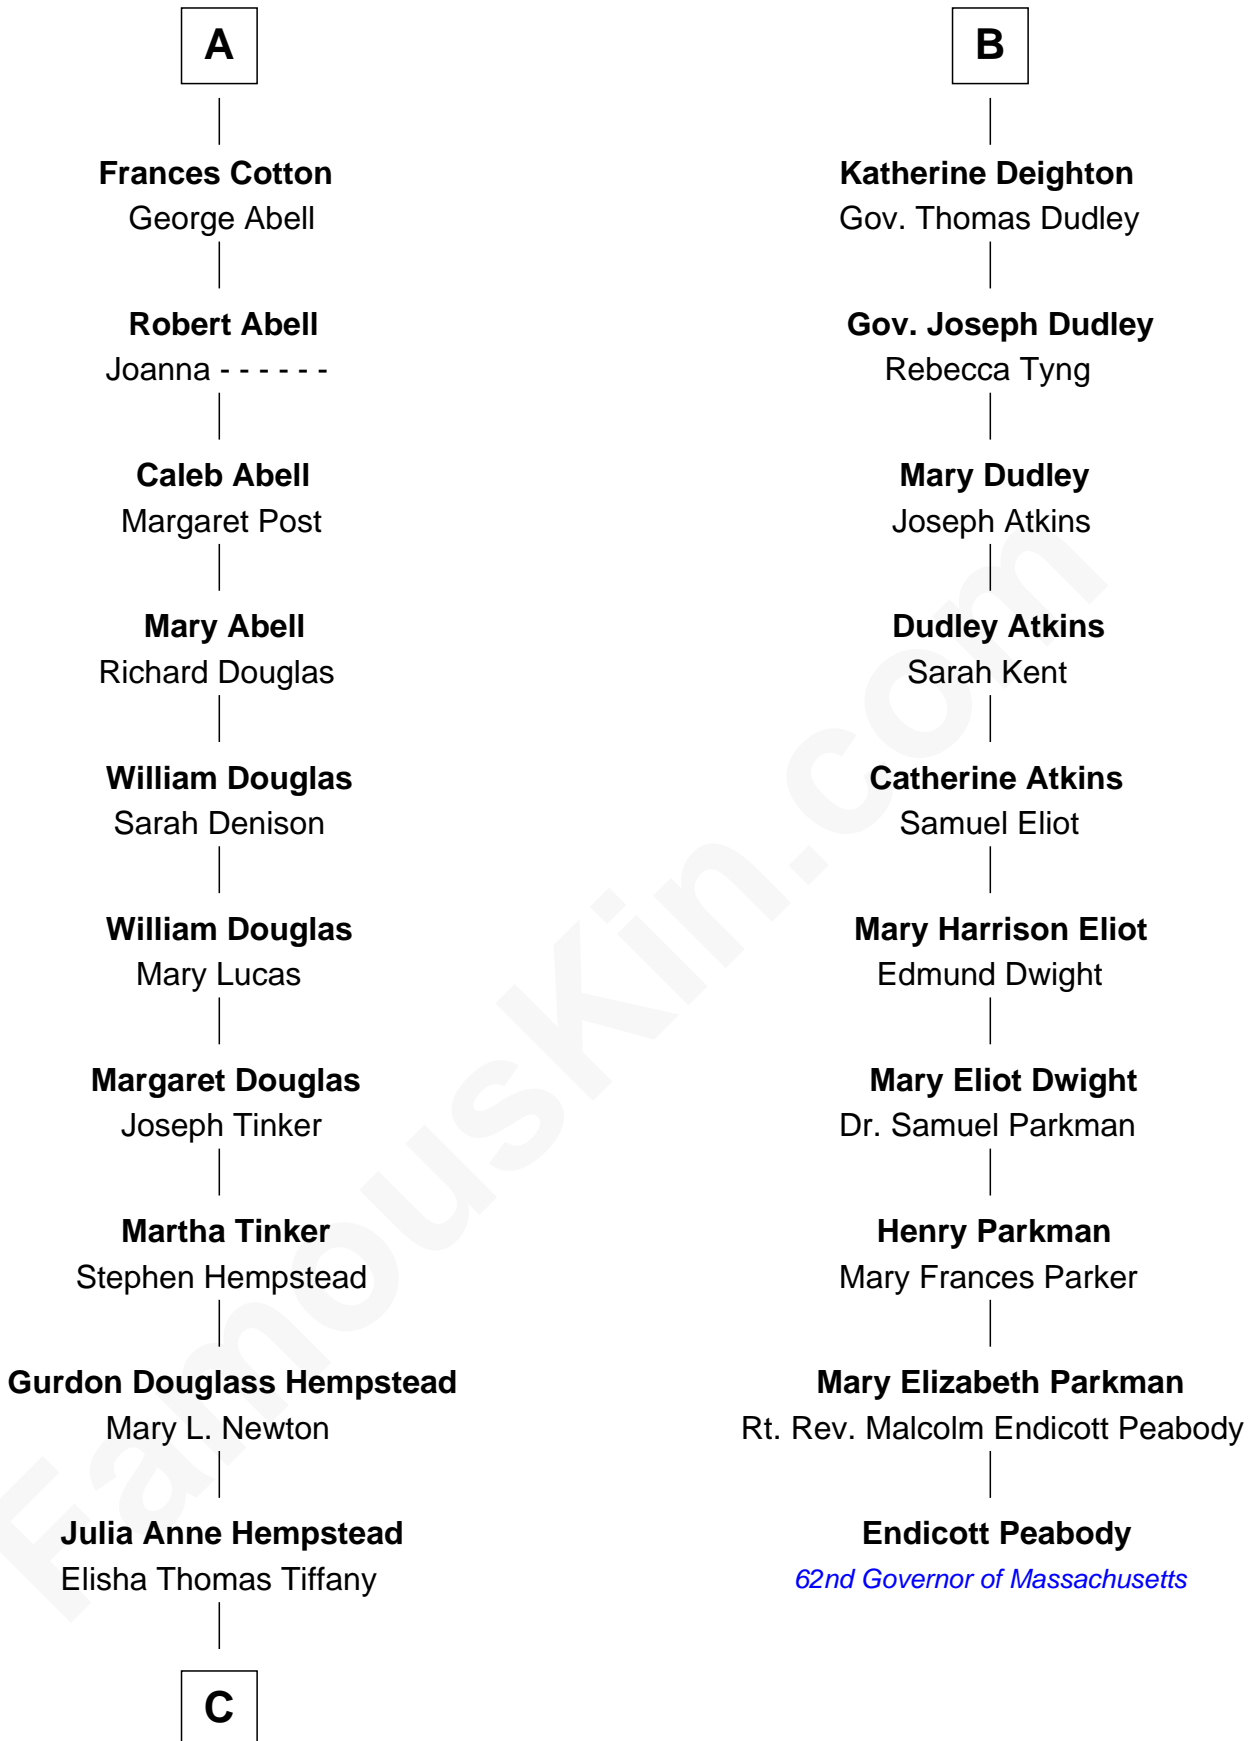 A
Frances Cotton
George Abell
Robert Abell
Joanna - - - - - -
Caleb Abell
Margaret Post
Mary Abell
Richard Douglas
William Douglas
Sarah Denison
William Douglas
Mary Lucas
Margaret Douglas
Joseph Tinker
Martha Tinker
Stephen Hempstead
Gurdon Douglass Hempstead
Mary L. Newton
Julia Anne Hempstead
Elisha Thomas Tiffany
C
B
Katherine Deighton
Gov. Thomas Dudley
Gov. Joseph Dudley
Rebecca Tyng
Mary Dudley
Joseph Atkins
Dudley Atkins
Sarah Kent
Catherine Atkins
Samuel Eliot
Mary Harrison Eliot
Edmund Dwight
Mary Eliot Dwight
Dr. Samuel Parkman
Henry Parkman
Mary Frances Parker
Mary Elizabeth Parkman
Rt. Rev. Malcolm Endicott Peabody
Endicott Peabody
62nd Governor of Massachusetts
FamousKin.com